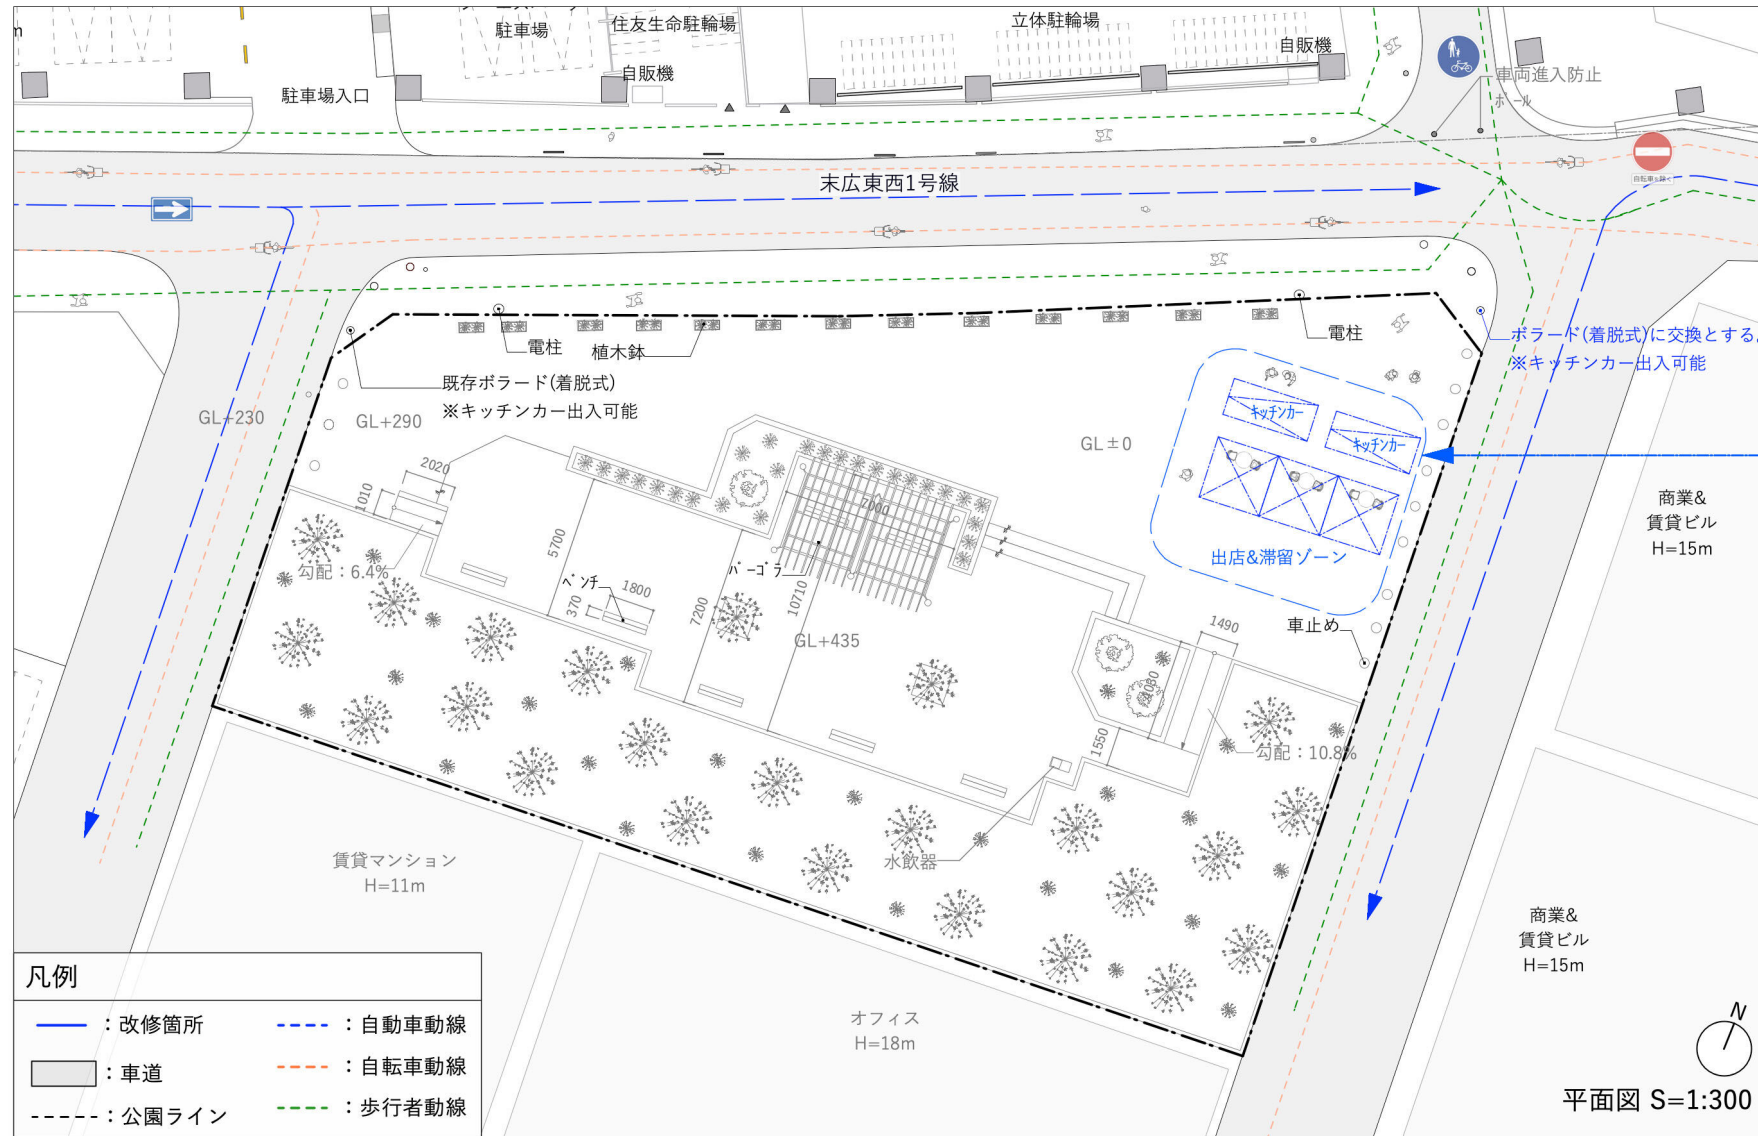 駐車場
住友生命駐輪場
立体駐輪場
自販機
自販機
駐車場入口
車両進入防止
ポール
末広東西1号線
自転車を除く
電柱
植木鉢
電柱
ボラード(着脱式)に交換とする
※キッチンカー出入可能
既存ボラード(着脱式)
※キッチンカー出入可能
GL+230
GL+290
GL±0
キッチンカー
キッチンカー
2020
1010
7000
5700
商業&
賃貸ビル
H=15m
出店&滞留ゾーン
勾配：6.4%
ベンチ
1800
370
パーゴラ
7200
10710
GL+435
1490
車止め
1550
勾配：10.8%
水飲器
賃貸マンション
H=11m
商業&
賃貸ビル
H=15m
オフィス
H=18m
凡例
：改修箇所
：自動車動線
：車道
：自転車動線
：公園ライン
：歩行者動線
N
平面図 S=1:300